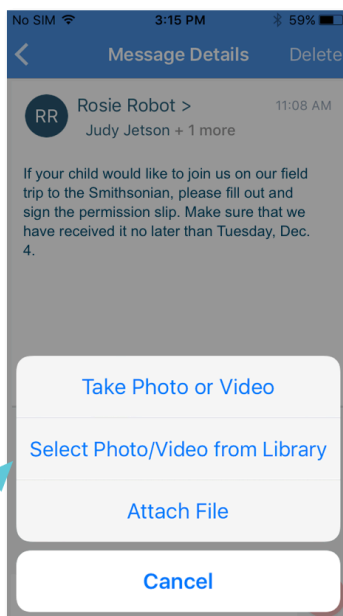 No SIM 3:15 PM 59%
Message Details Delete
RR Rosie Robot > 11:08 AM
Judy Jetson + 1 more
If your child would like to join us on our field
trip to the Smithsonian, please fill out and
sign the permission slip. Make sure that we
have received it no later than Tuesday, Dec.
4.
Take Photo or Video
Select Photo/Video from Library
Attach File
Cancel